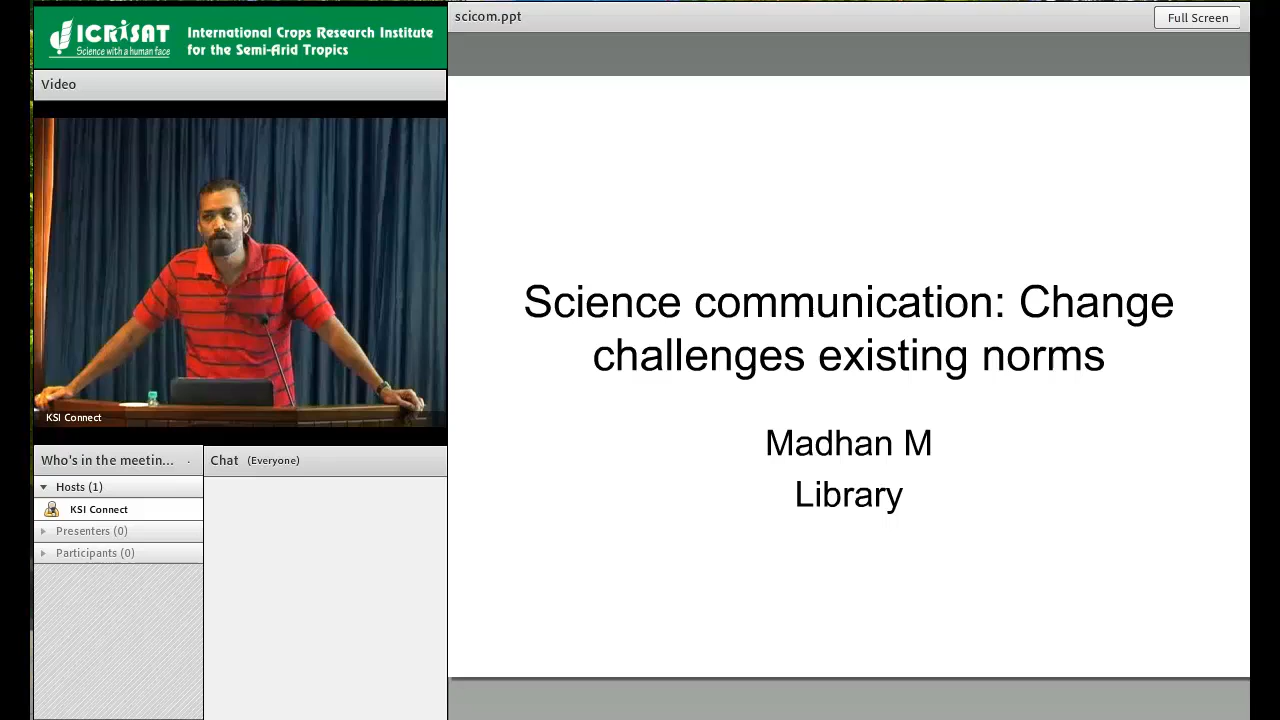 ICRISAT
Science with a human face
International Crops Research Institute
for the Semi-Arid Tropics
Video
KSI Connect
Who's in the meetin...
Hosts (1)
KSI Connect
Presenters (0)
Participants (0)
Chat (Everyone)
scicom.ppt
Full Screen
Science communication: Change
challenges existing norms
Madhan M
Library